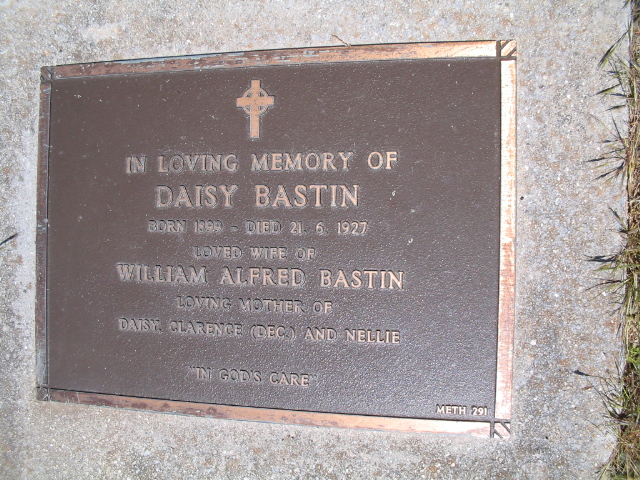 IN LOVING MEMORY OF
DAISY BASTIN
BORN 1899 - DIED 21. 6. 1927
LOVED WIFE OF
WILLIAM ALFRED BASTIN
LOVING MOTHER OF
DAISY, CLARENCE (DEC.) AND NELLIE
"IN GOD'S CARE"
METH 291